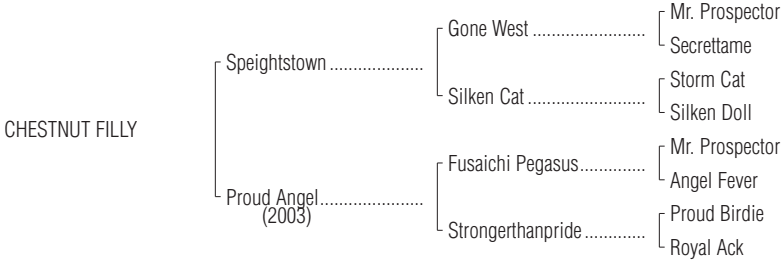 Mr. Prospector
Gone West ........................
Secrettame
Speightstown ....................
Storm Cat
Silken Cat .........................
Silken Doll
CHESTNUT FILLY
Mr. Prospector
Fusaichi Pegasus..............
Angel Fever
Proud Angel......................
(2003)
Proud Birdie
Strongerthanpride .............
Royal Ack